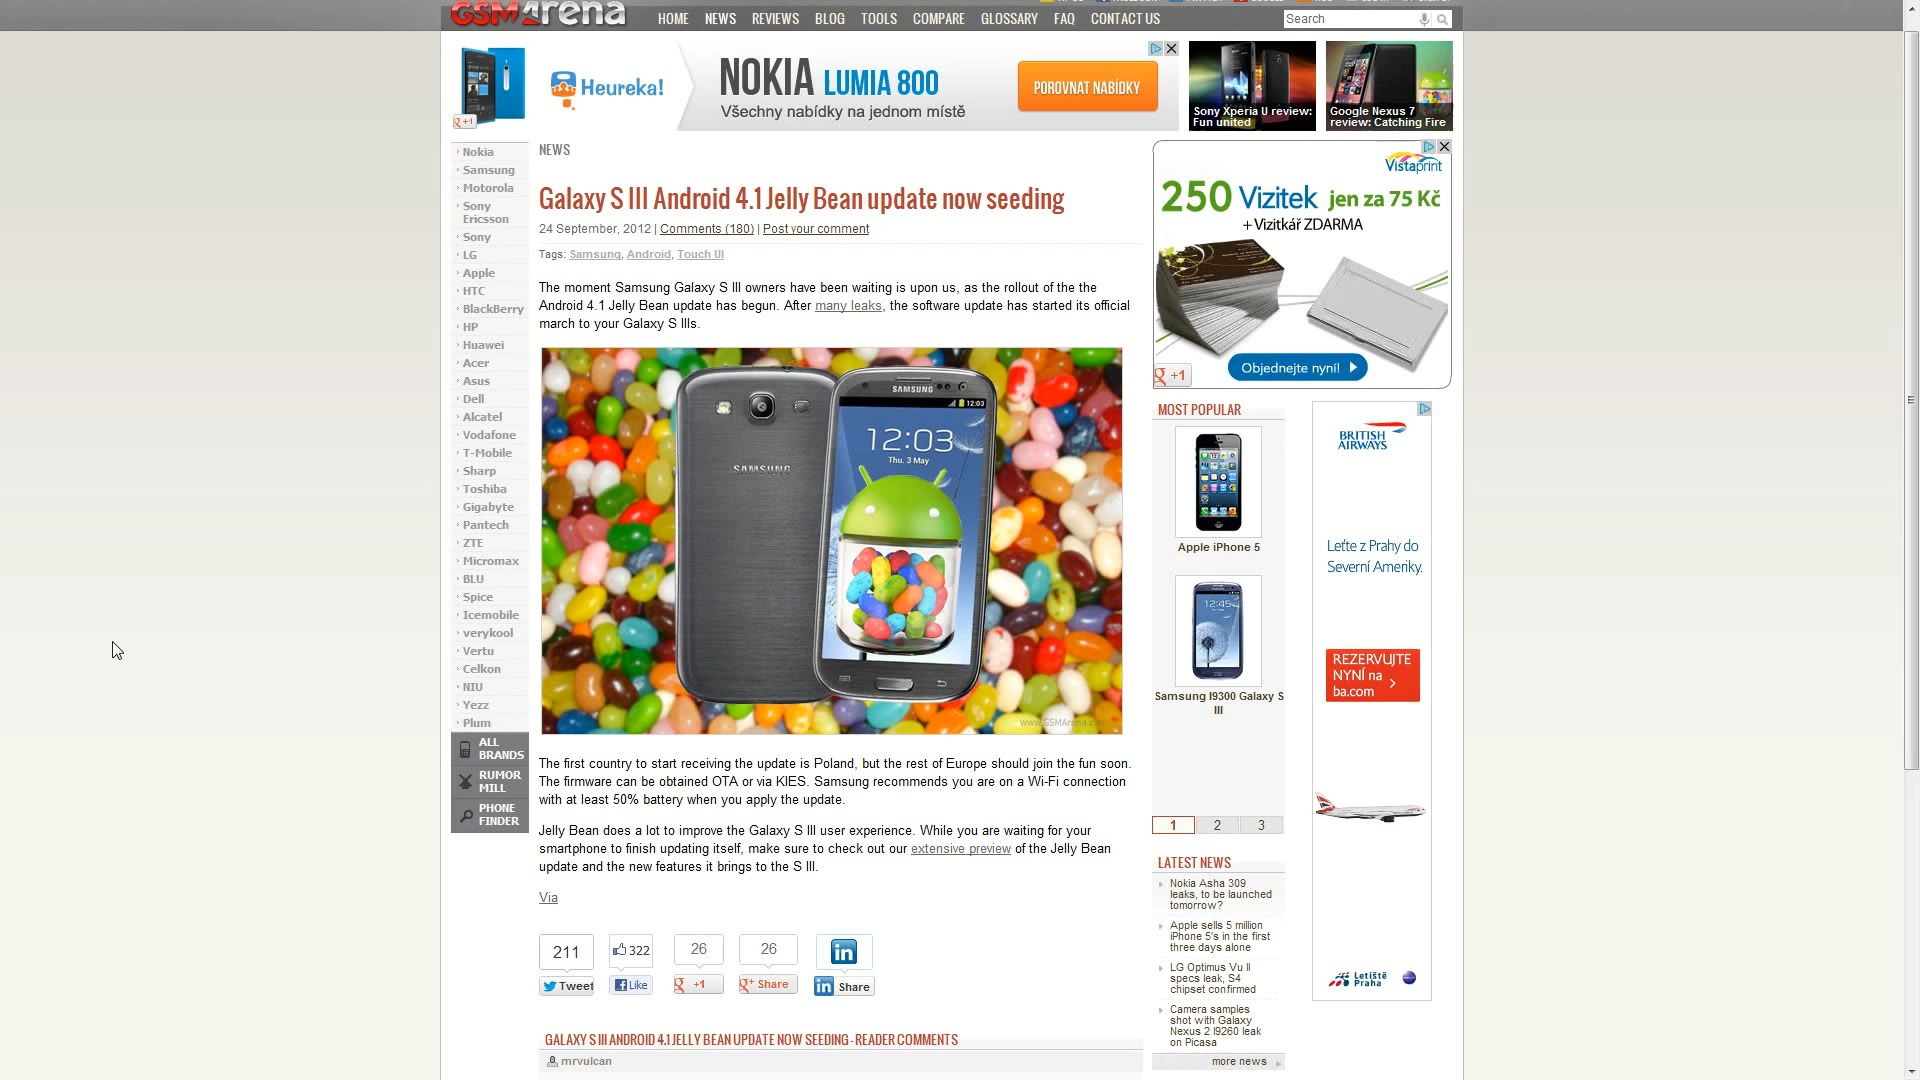 GSMArena
HOME NEWS REVIEWS BLOG TOOLS COMPARE GLOSSARY FAQ CONTACT US
Search
g +1
Heureka!
NOKIA LUMIA 800
Všechny nabídky na jednom místě
POROVNAT NABÍDKY
Sony Xperia U review:
Fun united
Google Nexus 7
review: Catching Fire
Nokia
Samsung
Motorola
Sony
Ericsson
Sony
LG
Apple
HTC
BlackBerry
HP
Huawei
Acer
Asus
Dell
Alcatel
Vodafone
T-Mobile
Sharp
Toshiba
Gigabyte
Pantech
ZTE
Micromax
BLU
Spice
Icemobile
verykool
Vertu
Celkon
NIU
Yezz
Plum
ALL
BRANDS
RUMOR
MILL
PHONE
FINDER
NEWS
Galaxy S III Android 4.1 Jelly Bean update now seeding
24 September, 2012 | Comments (180) | Post your comment
Tags: Samsung, Android, Touch UI
The moment Samsung Galaxy S III owners have been waiting is upon us, as the rollout of the the
Android 4.1 Jelly Bean update has begun. After many leaks, the software update has started its official
march to your Galaxy S IIIs.
SAMSUNG
SAMSUNG
12:03
12:03
Thu. 3 May
www.GSMArena.com
The first country to start receiving the update is Poland, but the rest of Europe should join the fun soon.
The firmware can be obtained OTA or via KIES. Samsung recommends you are on a Wi-Fi connection
with at least 50% battery when you apply the update.
Jelly Bean does a lot to improve the Galaxy S III user experience. While you are waiting for your
smartphone to finish updating itself, make sure to check out our extensive preview of the Jelly Bean
update and the new features it brings to the S III.
Via
211 322 26 26 in
Tweet Like g +1 g+ Share in Share
GALAXY S III ANDROID 4.1 JELLY BEAN UPDATE NOW SEEDING - READER COMMENTS
mrvulcan
Vistaprint
250 Vizitek jen za 75 Kč
+ Vizitkář ZDARMA
Objednejte nyní!
g +1
MOST POPULAR
Apple iPhone 5
12:45
Samsung I9300 Galaxy S
III
1 2 3
LATEST NEWS
Nokia Asha 309
leaks, to be launched
tomorrow?
Apple sells 5 million
iPhone 5's in the first
three days alone
LG Optimus Vu II
specs leak, S4
chipset confirmed
Camera samples
shot with Galaxy
Nexus 2 I9260 leak
on Picasa
more news
BRITISH
AIRWAYS
Leťte z Prahy do
Severní Ameriky.
REZERVUJTE
NYNÍ na
ba.com
Letiště
Praha